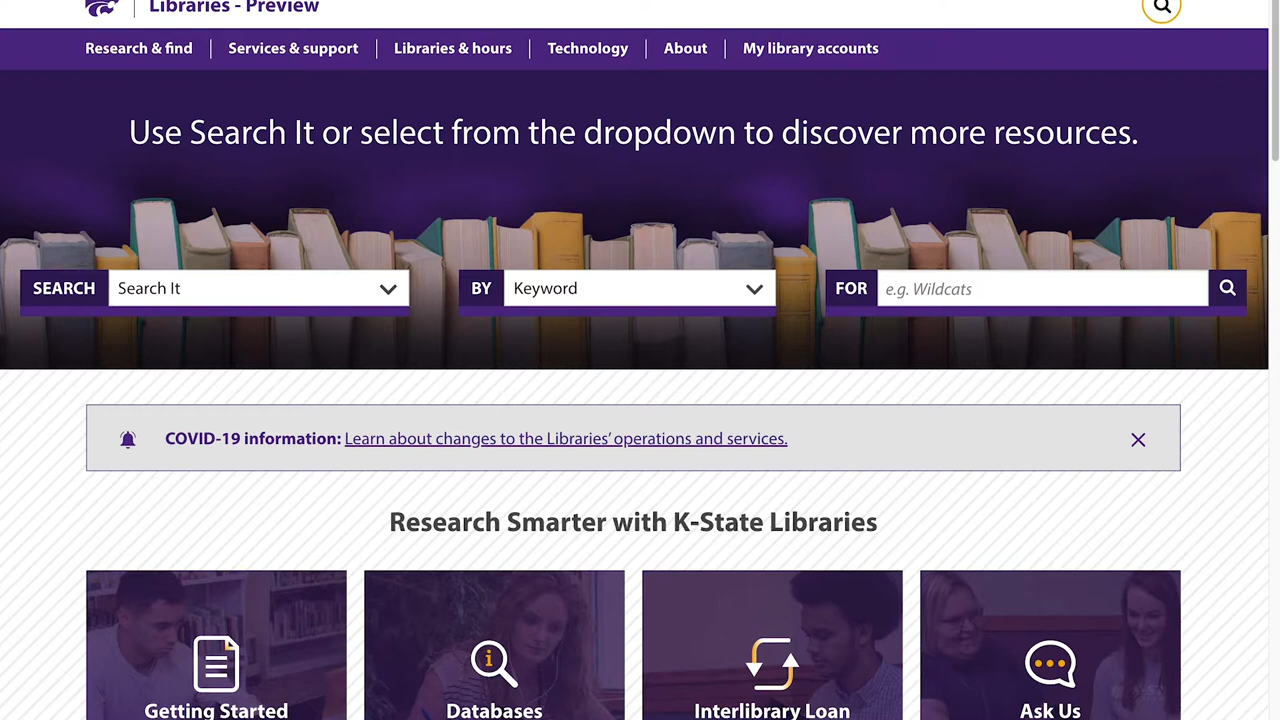 Libraries - Preview
Research & find
Services & support
Libraries & hours
Technology
About
My library accounts
Use Search It or select from the dropdown to discover more resources.
SEARCH Search It
BY Keyword
FOR e.g. Wildcats
COVID-19 information: Learn about changes to the Libraries' operations and services.
Research Smarter with K-State Libraries
Getting Started
Databases
Interlibrary Loan
Ask Us